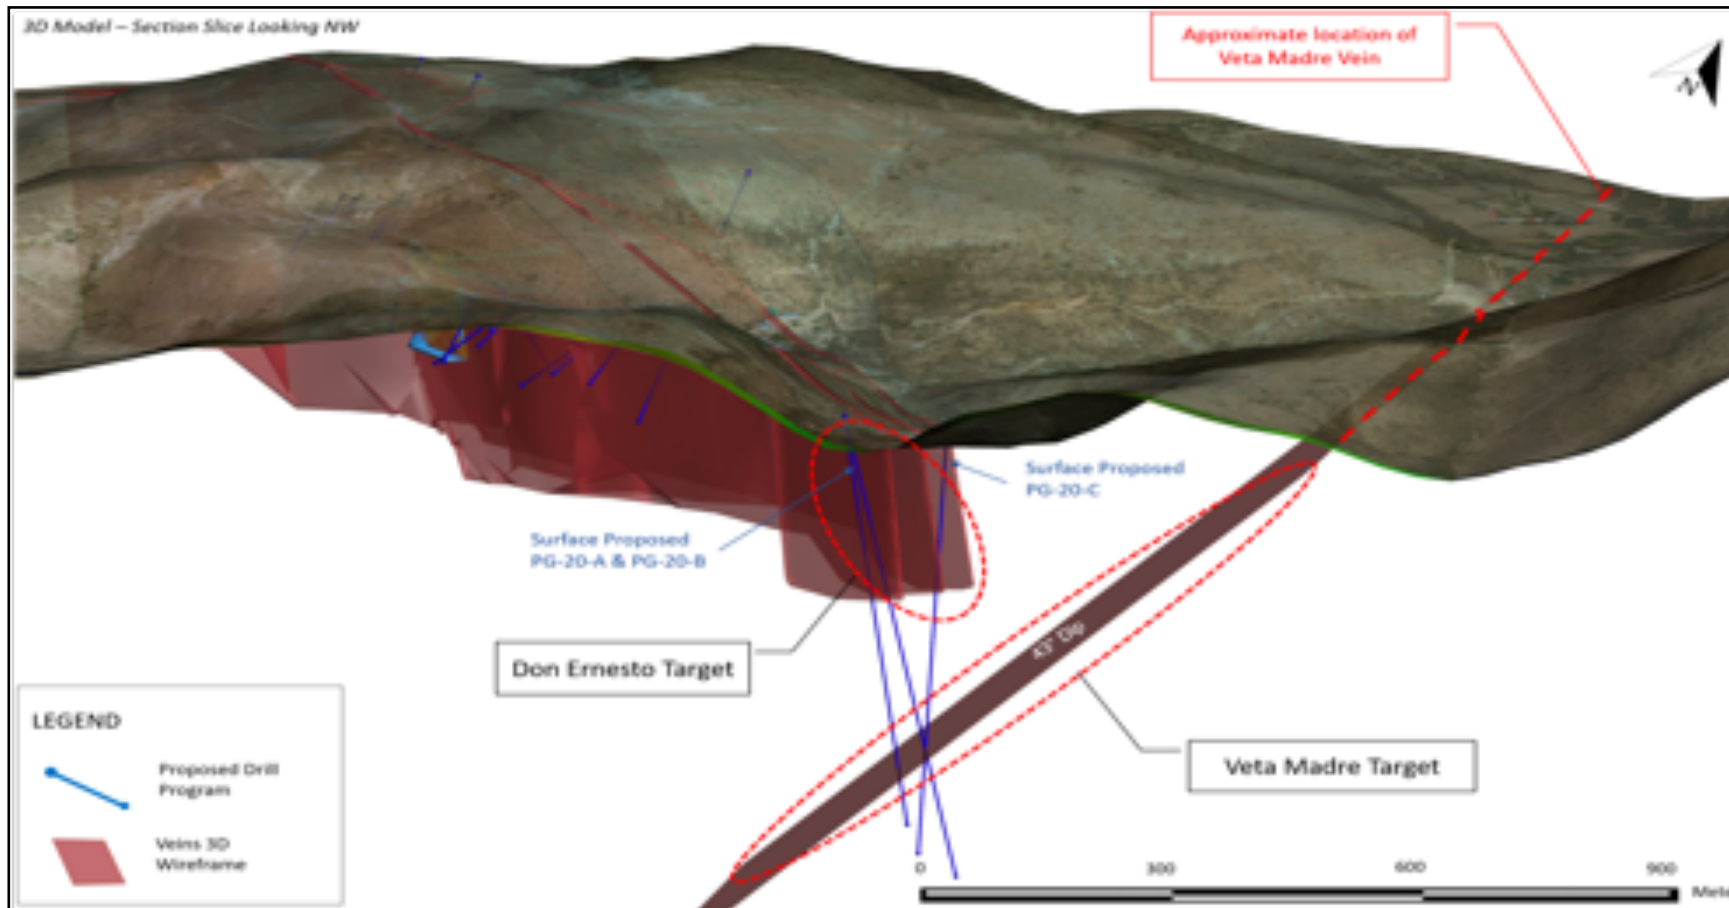 3D Model – Section Slice Looking NW
Approximate location of
Veta Madre Vein
N
Surface Proposed
PG-20-C
Surface Proposed
PG-20-A & PG-20-B
43° Dip
Don Ernesto Target
Veta Madre Target
LEGEND
Proposed Drill
Program
Veins 3D
Wireframe
0 300 600 900
Mete